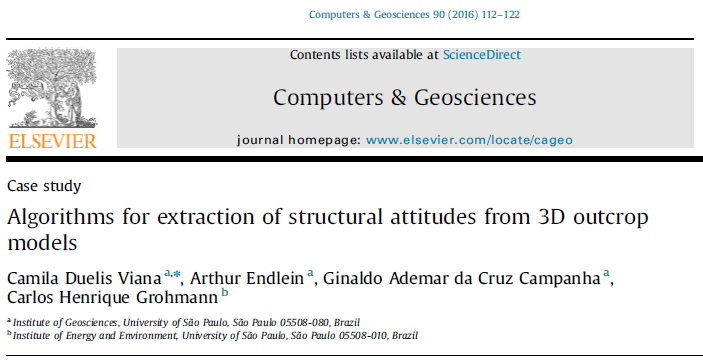 Computers & Geosciences 90 (2016) 112–122
Contents lists available at ScienceDirect
Computers & Geosciences
ELSEVIER
journal homepage: www.elsevier.com/locate/cageo
Case study
Algorithms for extraction of structural attitudes from 3D outcrop
models
Camila Duelis Viana a,*, Arthur Endlein a, Ginaldo Ademar da Cruz Campanha a,
Carlos Henrique Grohmann b
a Institute of Geosciences, University of São Paulo, São Paulo 05508-080, Brazil
b Institute of Energy and Environment, University of São Paulo, São Paulo 05508-010, Brazil